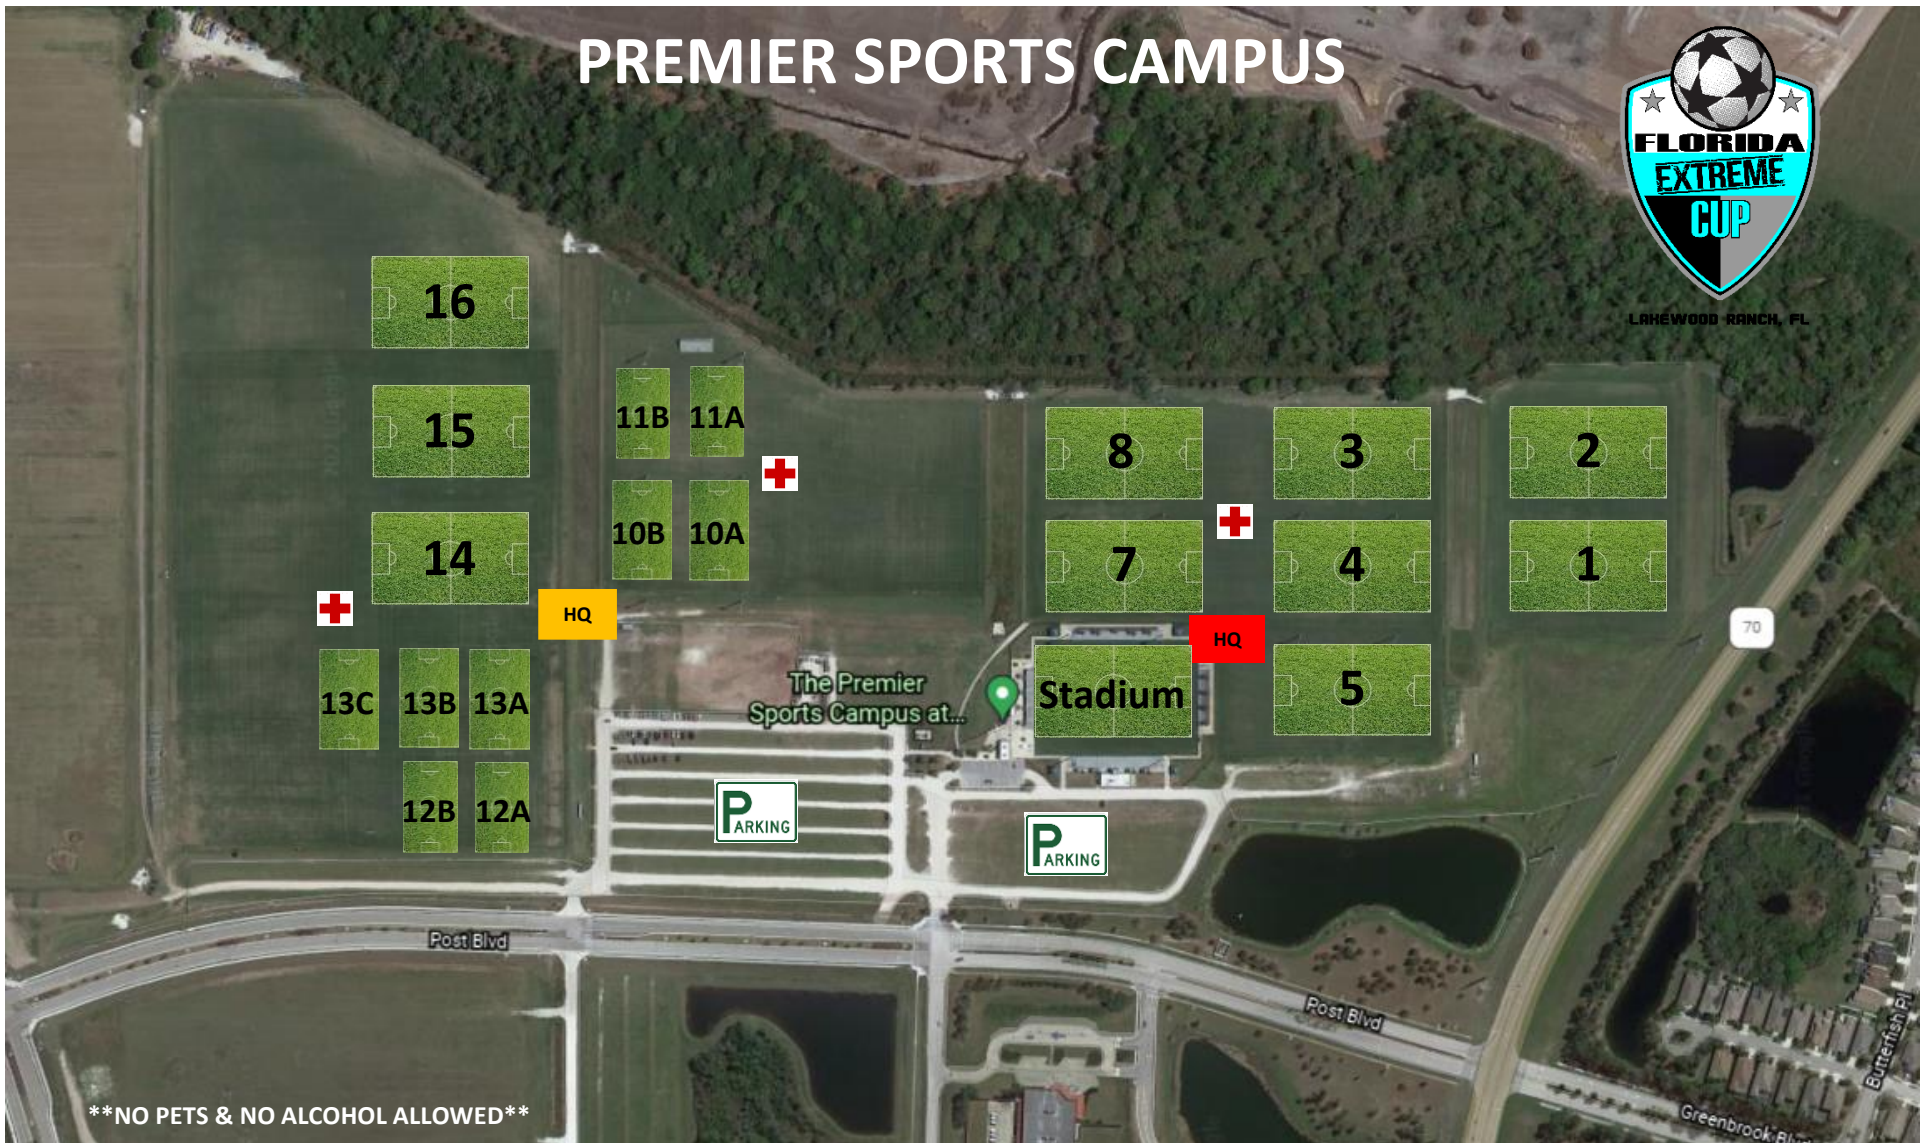 PREMIER SPORTS CAMPUS
FLORIDA
EXTREME
CUP
LAKEWOOD RANCH, FL
16
15
14
11B
11A
10B
10A
8
3
2
7
4
1
HQ
HQ
70
13C
13B
13A
The Premier
Sports Campus at...
Stadium
5
12B
12A
PARKING
PARKING
Post Blvd
Post Blvd
Butterfish Pl
Greenbrook
**NO PETS & NO ALCOHOL ALLOWED**